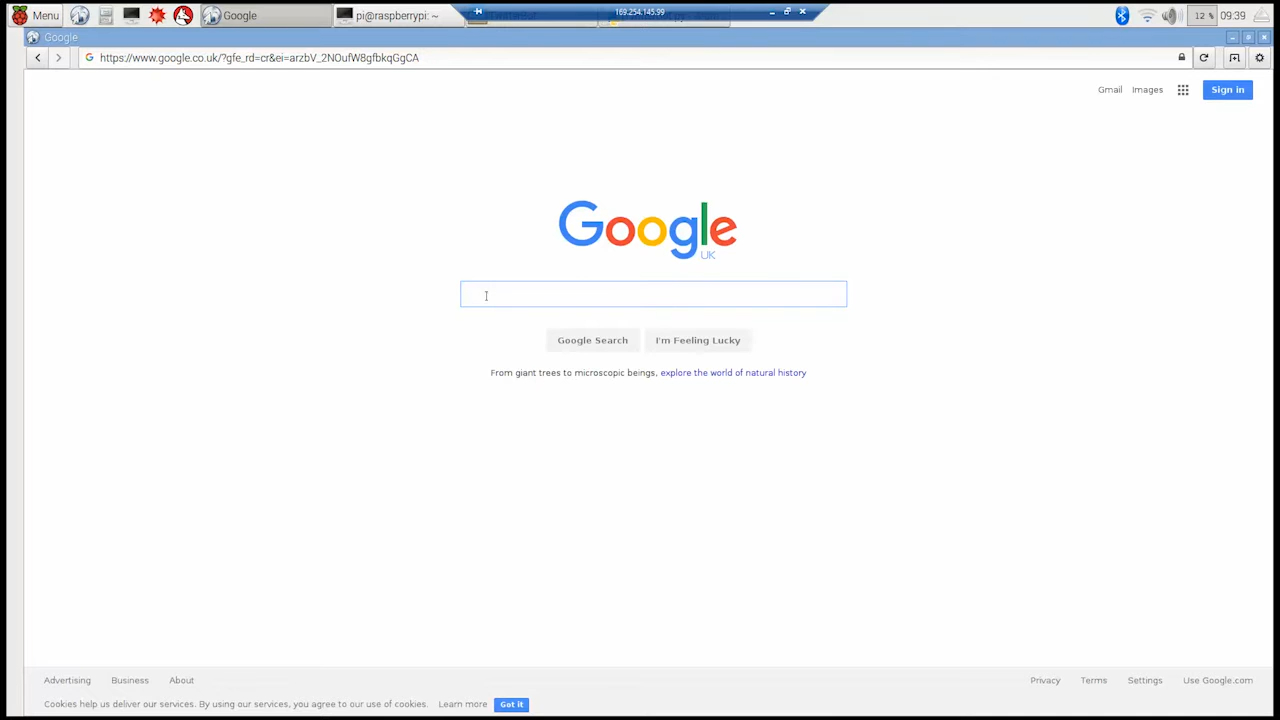 Menu
Google
pi@raspberrypi: ~
169.254.145.99
12 %
09:39
Google
https://www.google.co.uk/?gfe_rd=cr&ei=arzbV_2NOufW8gfbkqGgCA
Gmail Images Sign in
Google
UK
Google Search
I'm Feeling Lucky
From giant trees to microscopic beings, explore the world of natural history
Advertising Business About
Privacy Terms Settings Use Google.com
Cookies help us deliver our services. By using our services, you agree to our use of cookies. Learn more Got it